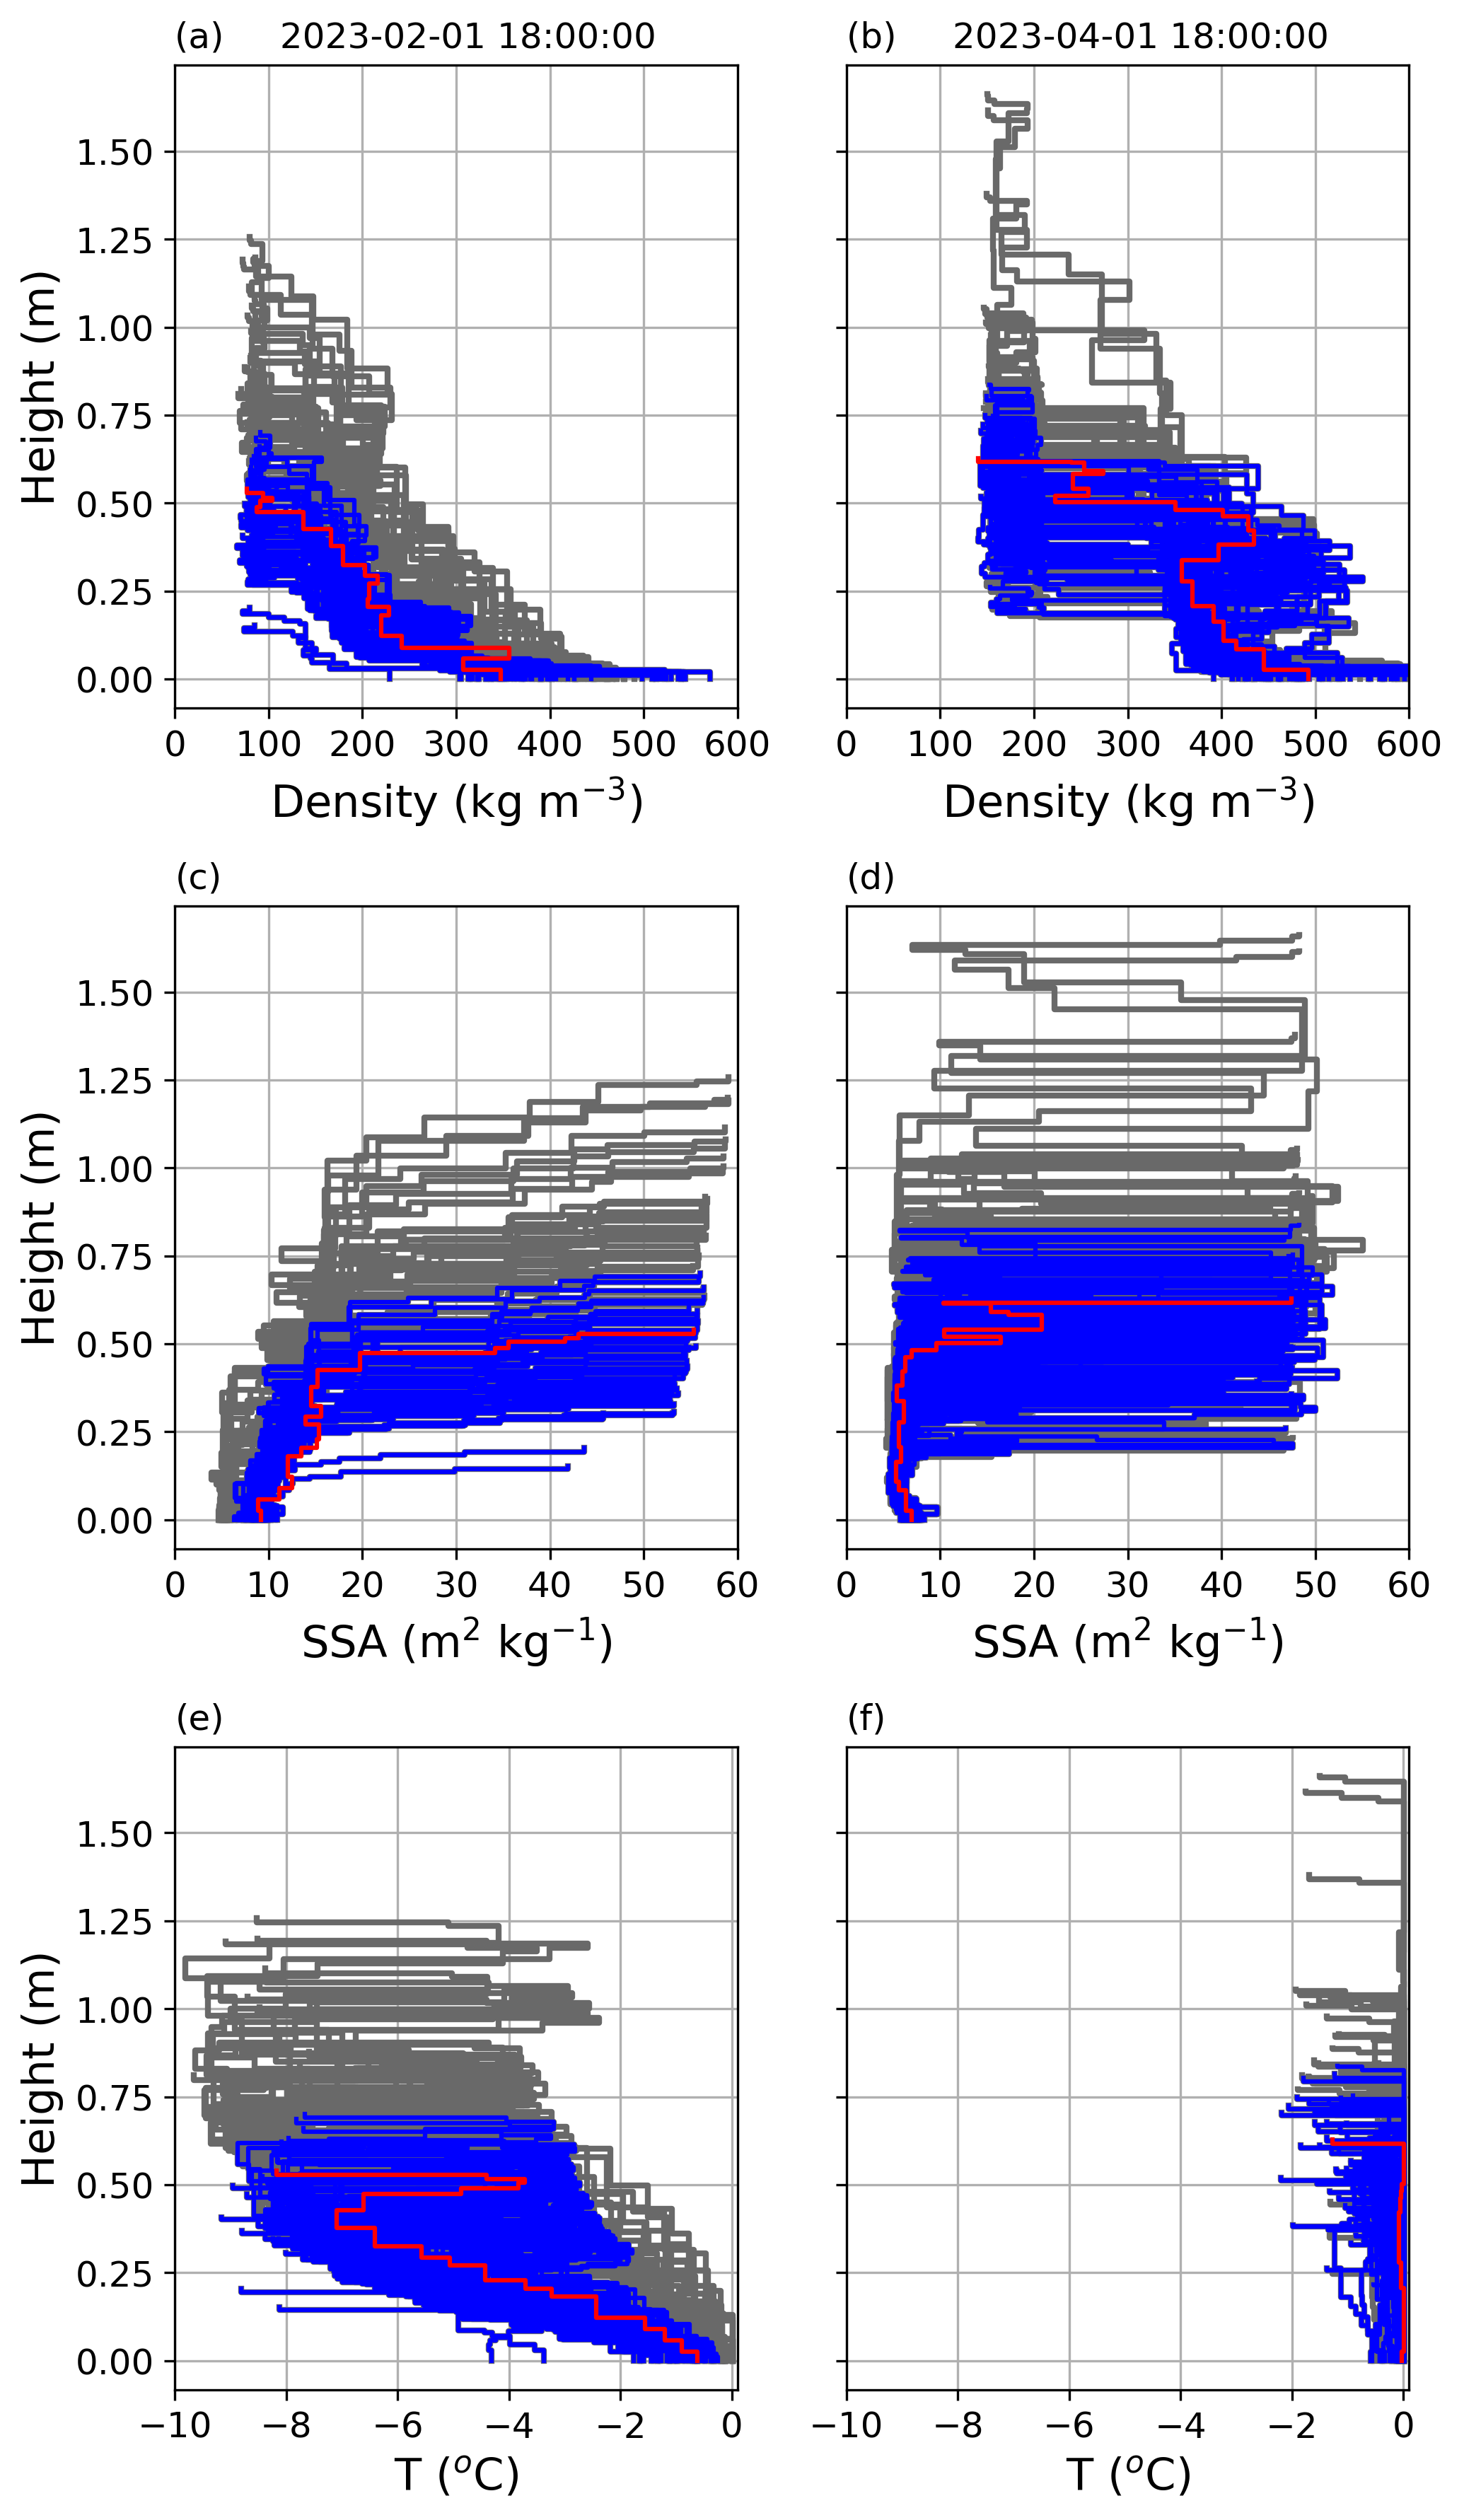 (a) 2023-02-01 18:00:00
(b) 2023-04-01 18:00:00
Height (m)
1.50
1.25
1.00
0.75
0.50
0.25
0.00
0 100 200 300 400 500 600
0 100 200 300 400 500 600
Density (kg m⁻³)
Density (kg m⁻³)
(c)
(d)
Height (m)
1.50
1.25
1.00
0.75
0.50
0.25
0.00
0 10 20 30 40 50 60
0 10 20 30 40 50 60
SSA (m² kg⁻¹)
SSA (m² kg⁻¹)
(e)
(f)
Height (m)
1.50
1.25
1.00
0.75
0.50
0.25
0.00
−10 −8 −6 −4 −2 0
−10 −8 −6 −4 −2 0
T (°C)
T (°C)